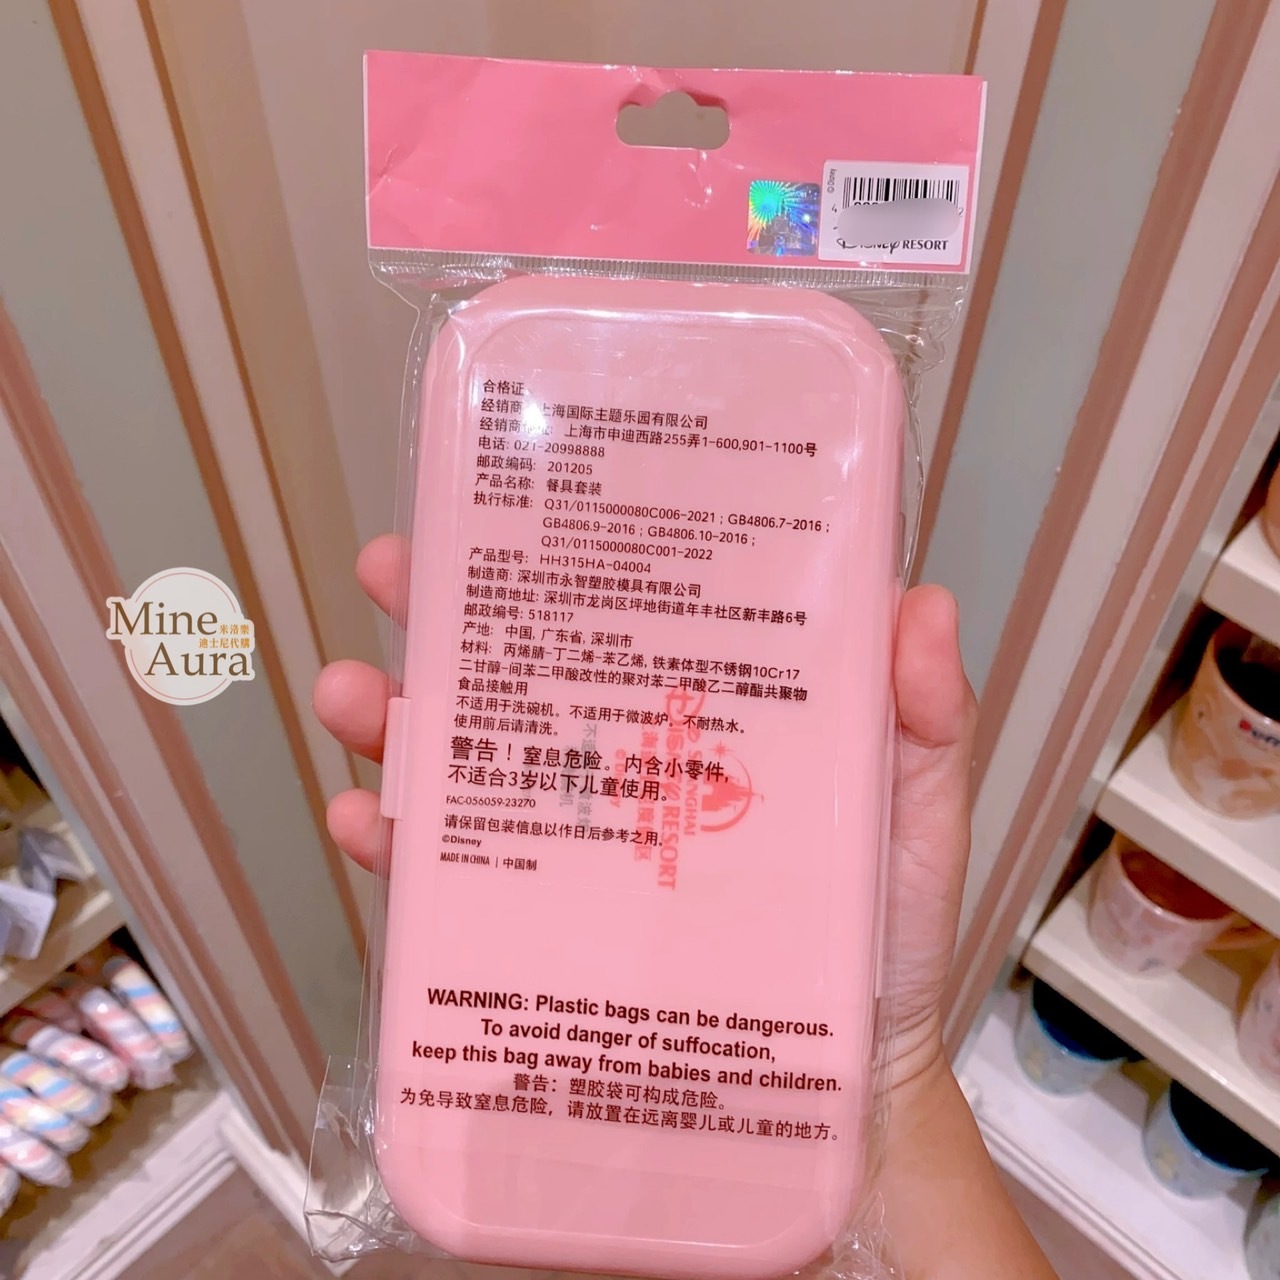 © Disney
4
2
DISNEY RESORT
合格证
经销商: 上海国际主题乐园有限公司
经销商地址: 上海市申迪西路255弄1-600,901-1100号
电话: 021-20998888
邮政编码: 201205
产品名称: 餐具套装
执行标准: Q31/0115000080C006-2021 ; GB4806.7-2016 ;
GB4806.9-2016 ; GB4806.10-2016 ;
Q31/0115000080C001-2022
产品型号: HH315HA-04004
制造商: 深圳市永智塑胶模具有限公司
制造商地址: 深圳市龙岗区坪地街道年丰社区新丰路6号
邮政编号: 518117
产地: 中国, 广东省, 深圳市
材料: 丙烯腈-丁二烯-苯乙烯, 铁素体型不锈钢10Cr17
二甘醇-间苯二甲酸改性的聚对苯二甲酸乙二醇酯共聚物
食品接触用
不适用于洗碗机。不适用于微波炉。不耐热水。
使用前后请清洗。
警告！窒息危险。内含小零件,
不适合3岁以下儿童使用。
FAC-056059-23270
请保留包装信息以作日后参考之用。
©Disney
MADE IN CHINA | 中国制
SHANGHAI
DISNEY RESORT
WARNING: Plastic bags can be dangerous.
To avoid danger of suffocation,
keep this bag away from babies and children.
警告: 塑胶袋可构成危险。
为免导致窒息危险, 请放置在远离婴儿或儿童的地方。
Mine
米洛樂
迪士尼代購
Aura